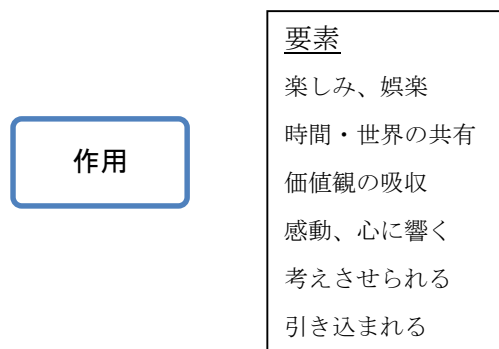 作用
要素
楽しみ、娯楽
時間・世界の共有
価値観の吸収
感動、心に響く
考えさせられる
引き込まれる